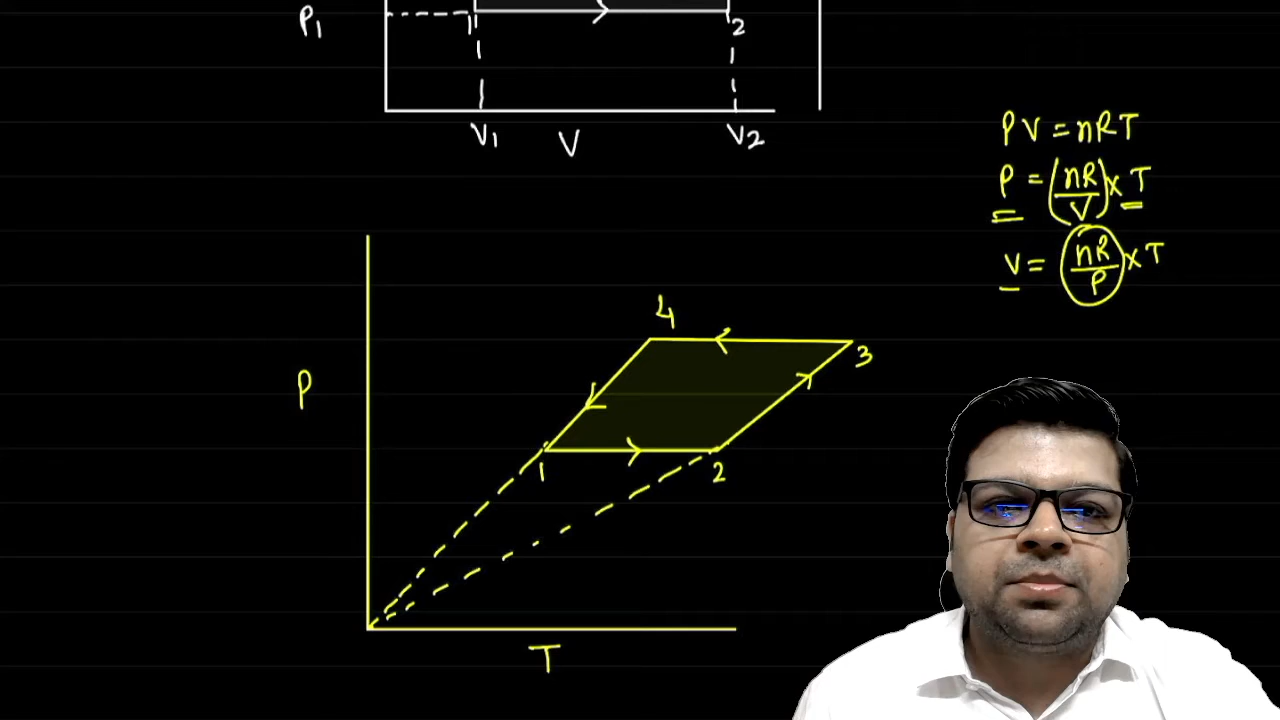 P1
1
2
V1
V
V2
PV = nRT
P = (nR/V) x T
V = (nR/P) x T
4
3
P
1
2
T